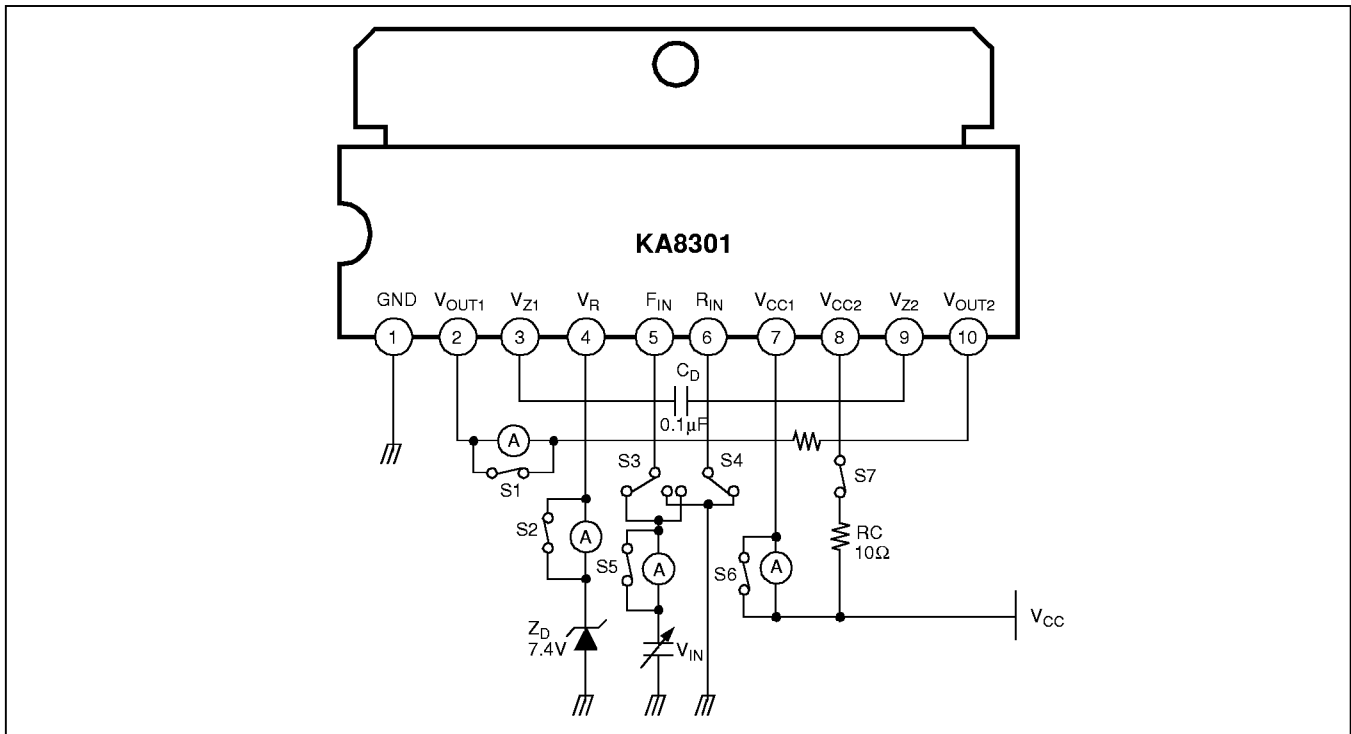 KA8301
GND VOUT1 VZ1 VR FIN RIN VCC1 VCC2 VZ2 VOUT2
1 2 3 4 5 6 7 8 9 10
CD
0.1μF
A
S1
S3
S4
S7
S2
A
S5
A
S6
A
RC
10Ω
ZD
7.4V
VIN
VCC